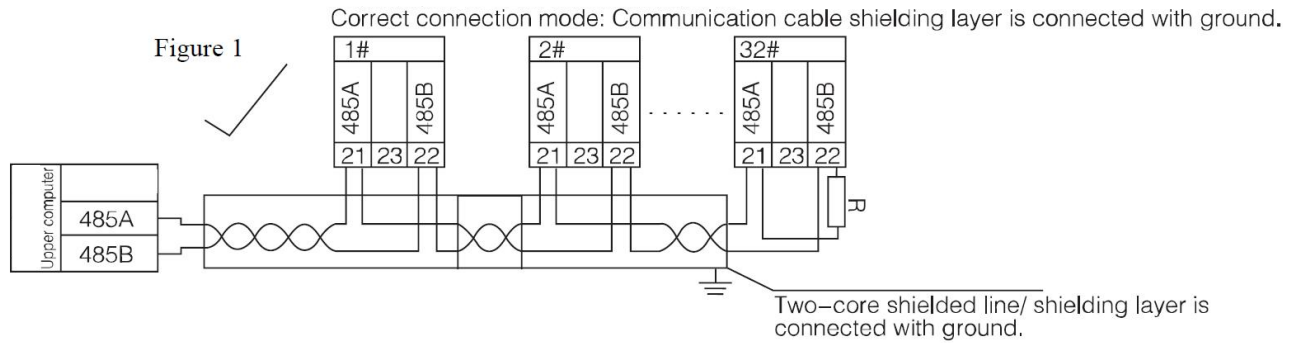 Correct connection mode: Communication cable shielding layer is connected with ground.
Figure 1
1#
2#
32#
485A
485B
485A
485B
. . . . . .
485A
485B
21 23 22
21 23 22
21 23 22
Upper computer
485A
485B
R
Two-core shielded line/ shielding layer is
connected with ground.